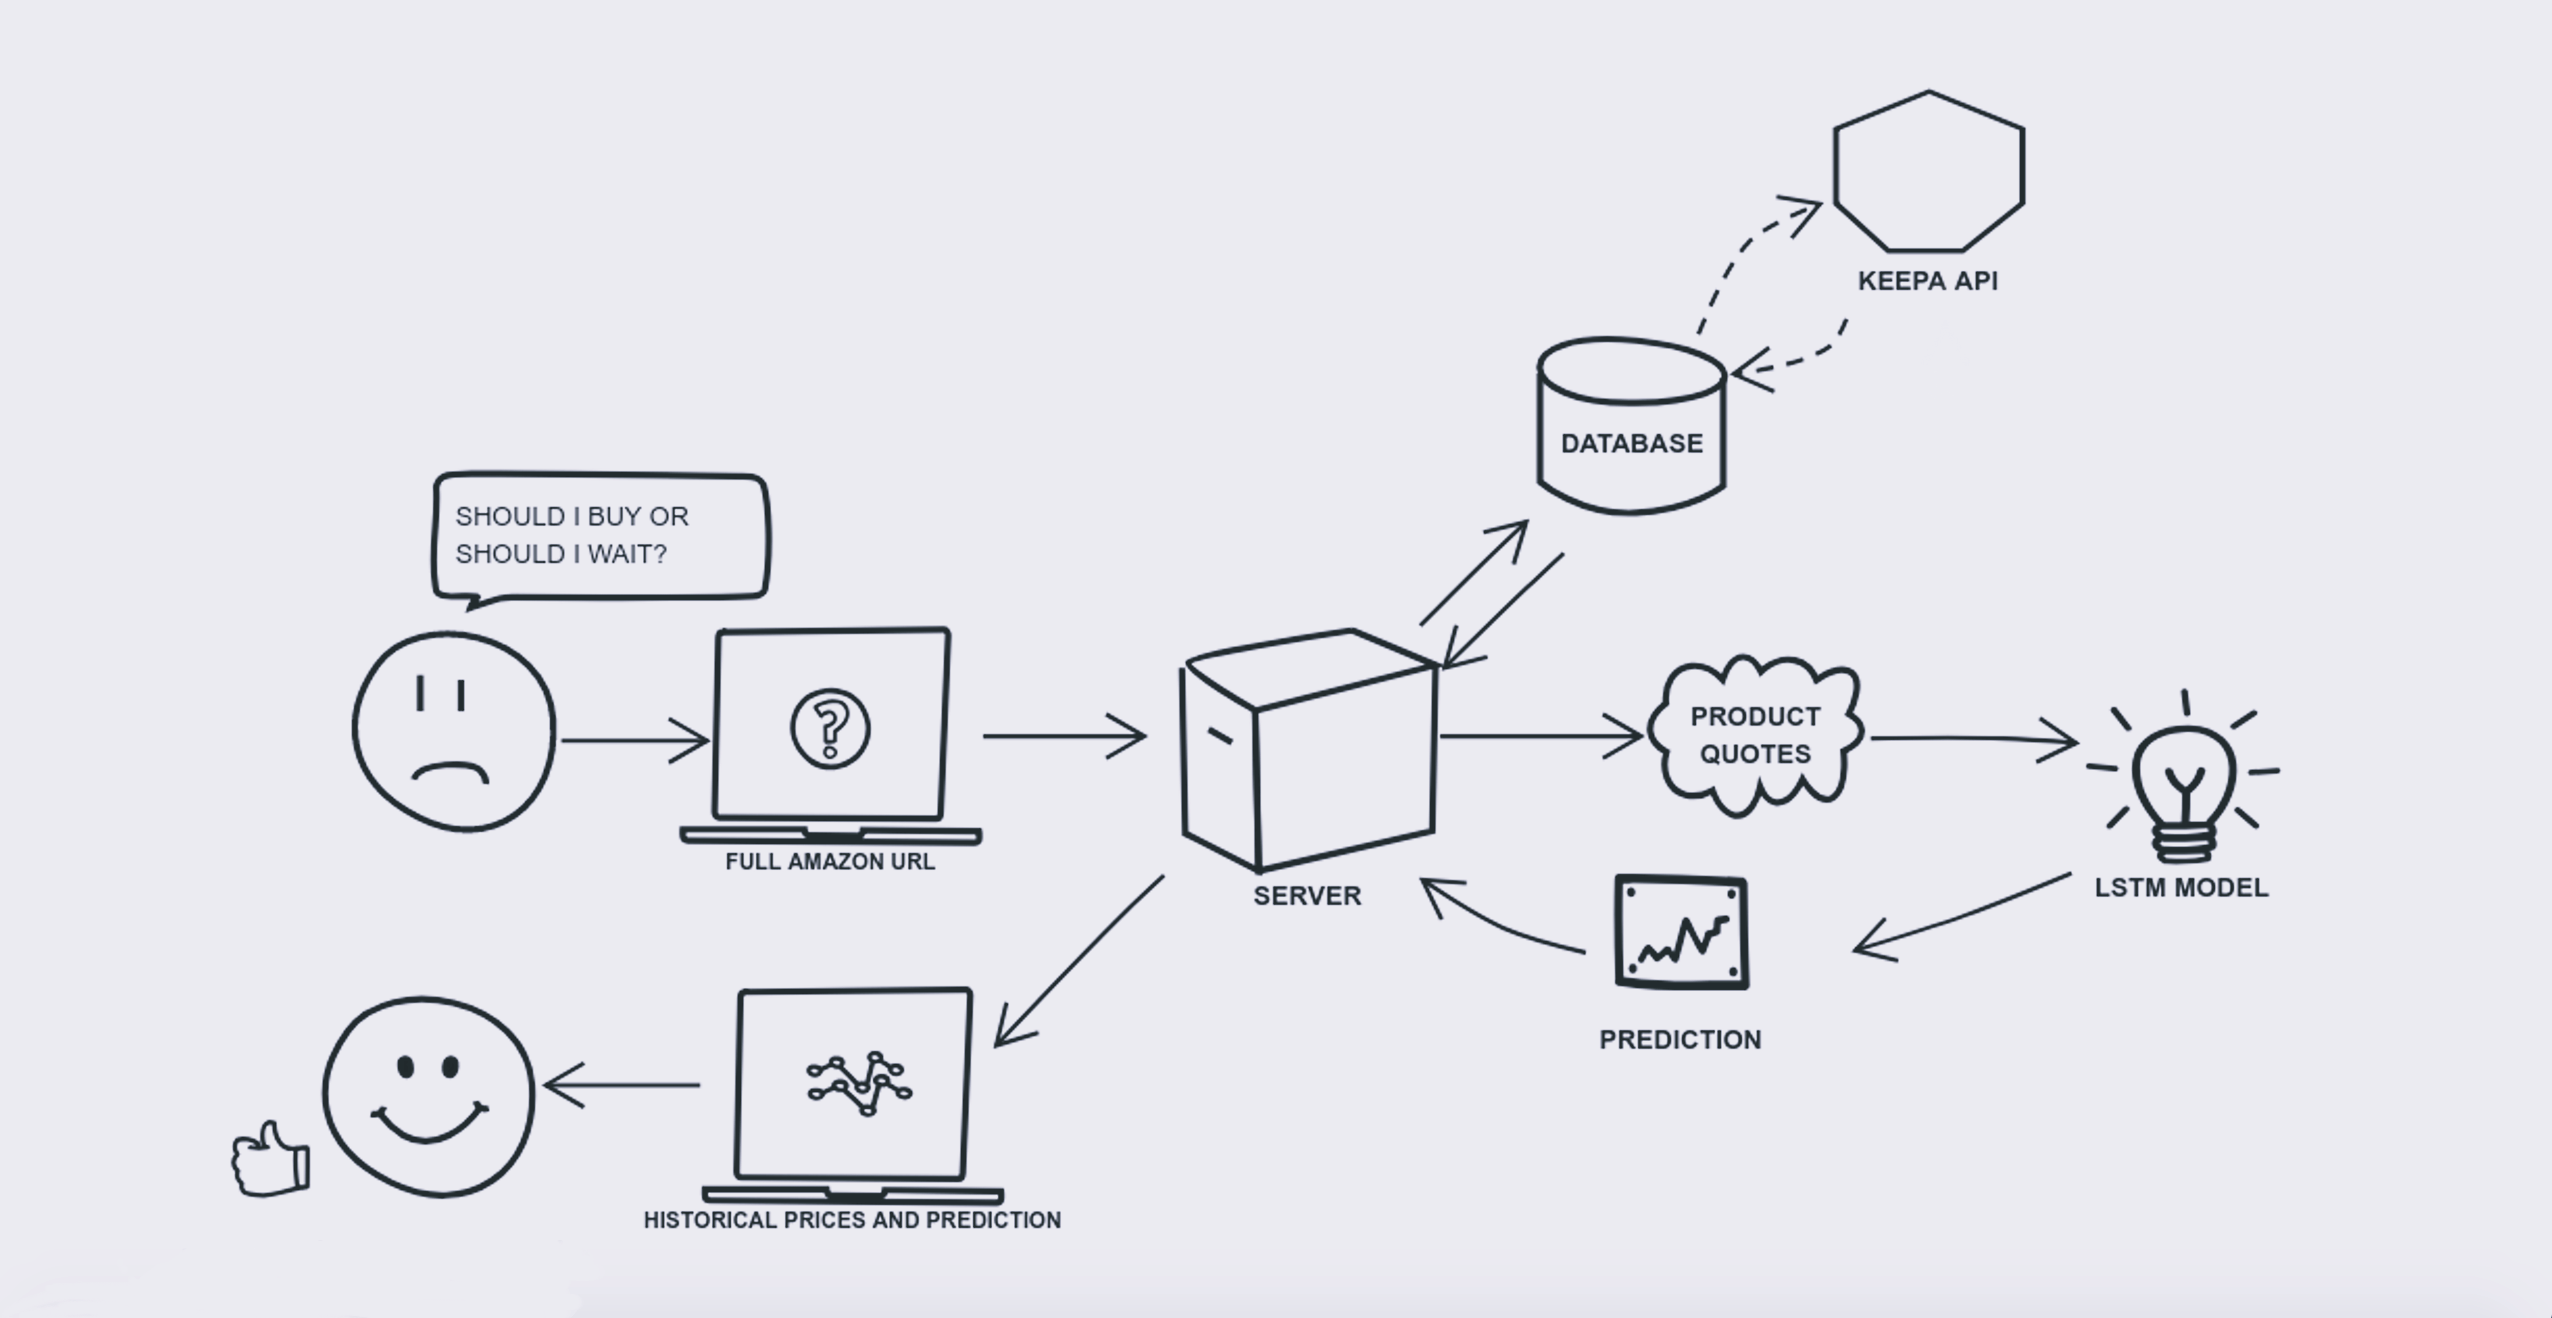 KEEPA API
DATABASE
SHOULD I BUY OR
SHOULD I WAIT?
PRODUCT
QUOTES
FULL AMAZON URL
SERVER
LSTM MODEL
PREDICTION
HISTORICAL PRICES AND PREDICTION